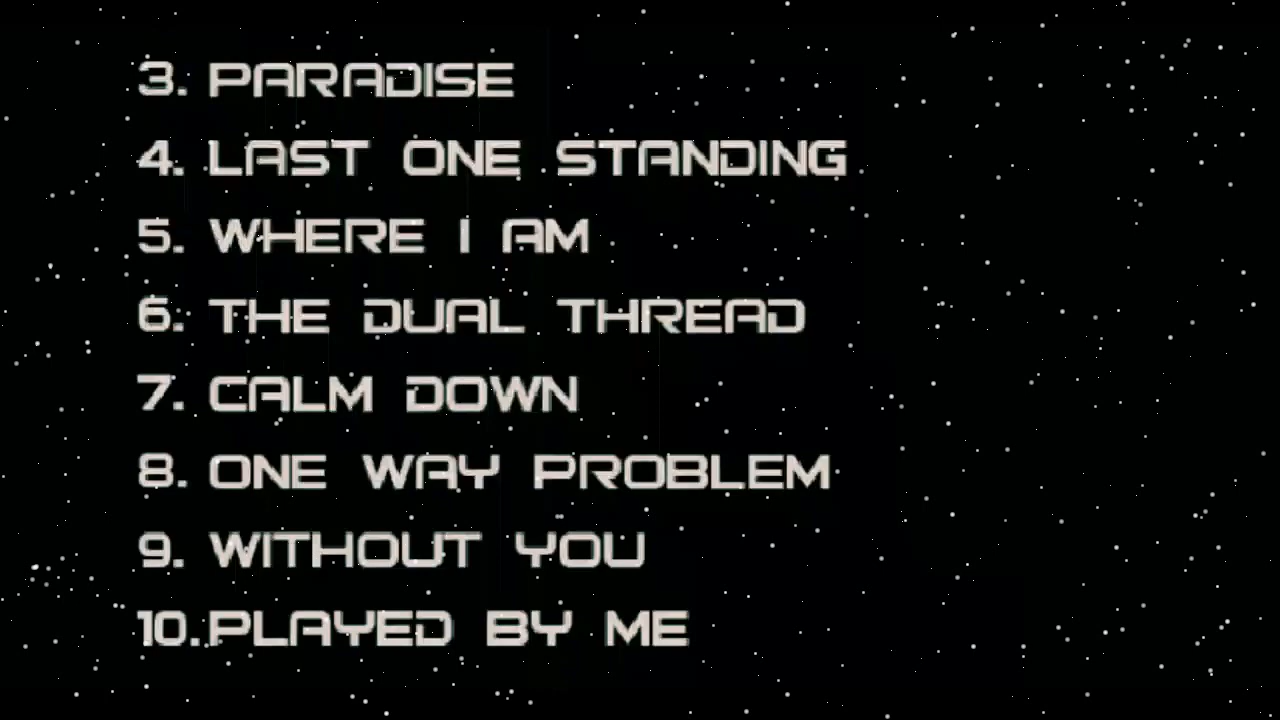 3. PARADISE
4. LAST ONE STANDING
5. WHERE I AM
6. THE DUAL THREAD
7. CALM DOWN
8. ONE WAY PROBLEM
9. WITHOUT YOU
10. PLAYED BY ME